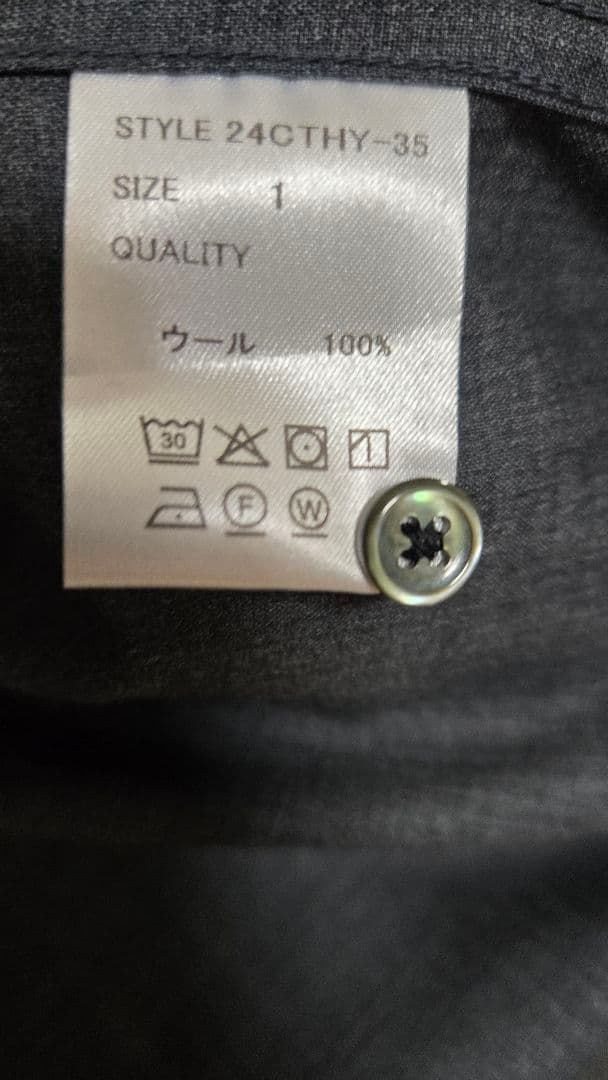 STYLE 24CTHY-35
SIZE 1
QUALITY
ウール 100%
30
F W